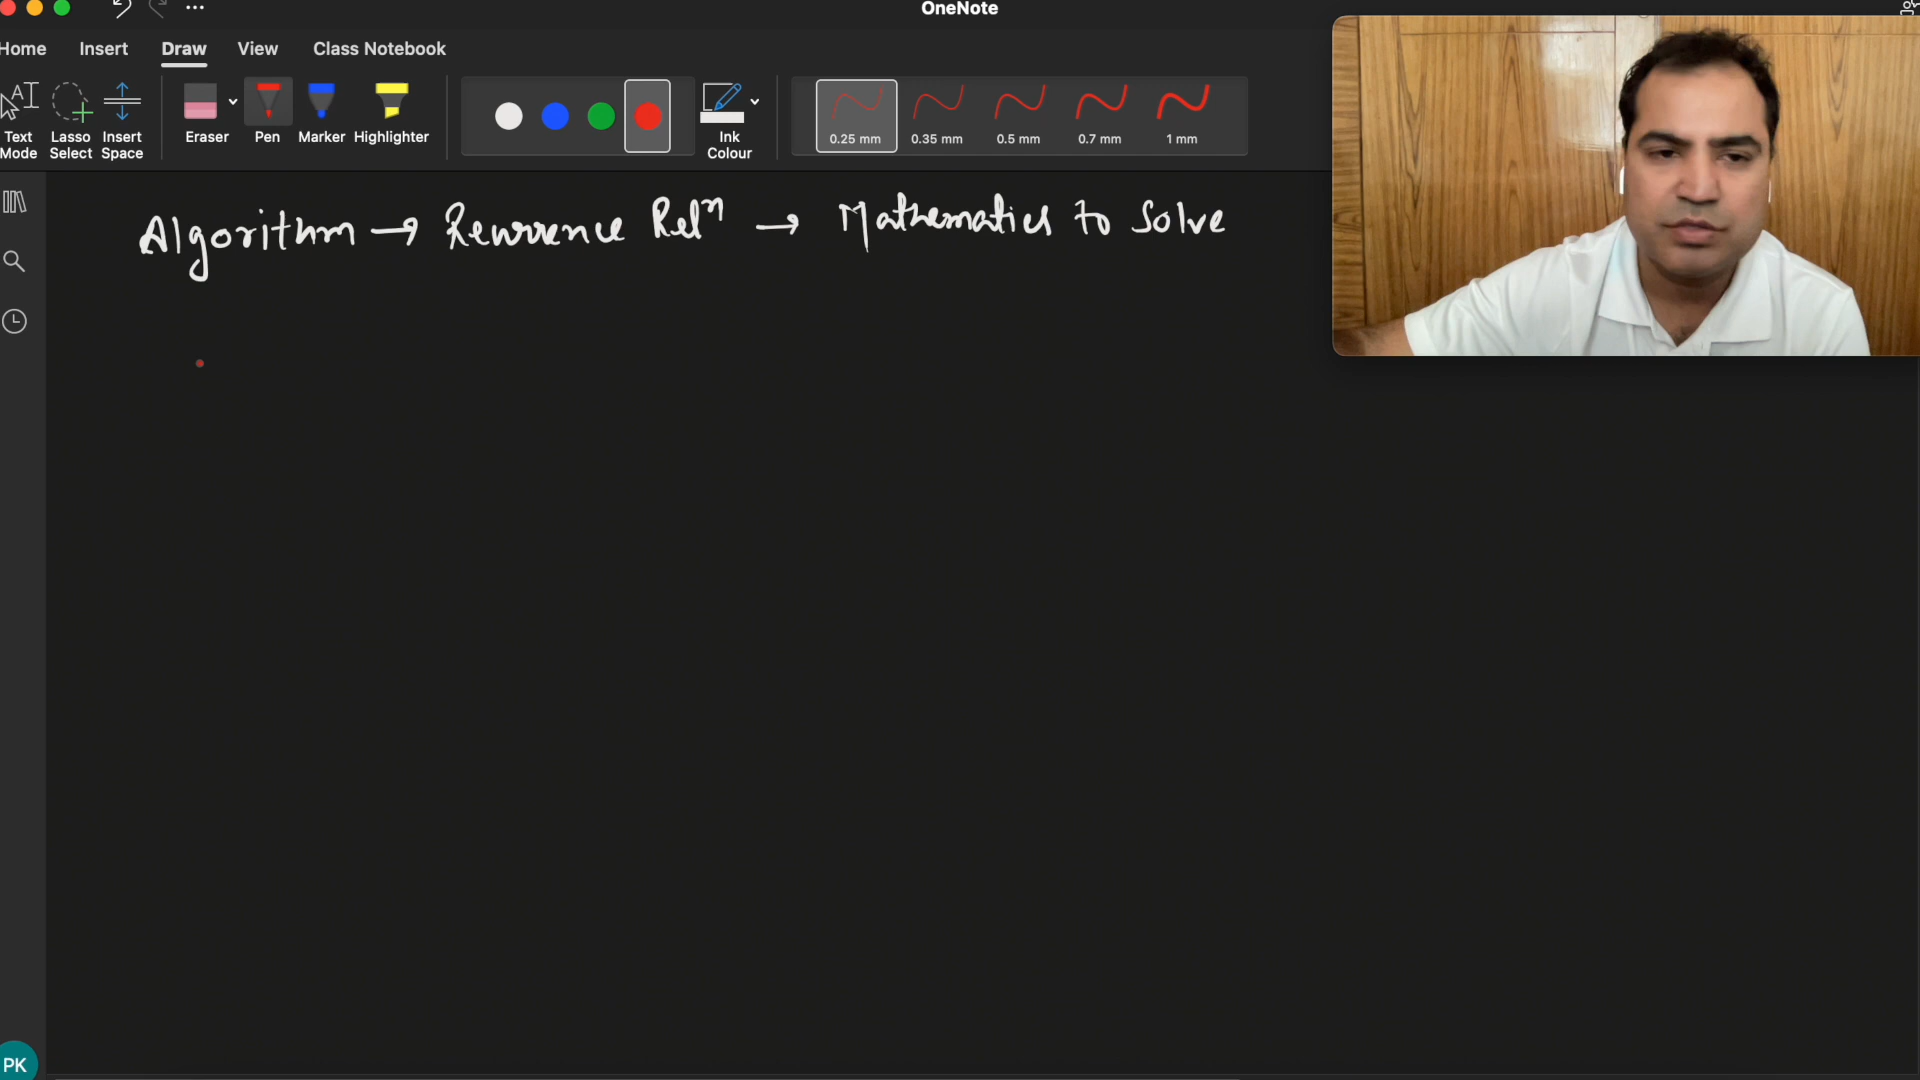 OneNote
Home Insert Draw View Class Notebook
Text Mode Lasso Select Insert Space Eraser Pen Marker Highlighter Ink Colour 0.25 mm 0.35 mm 0.5 mm 0.7 mm 1 mm
Algorithm → Recurrence Relⁿ → Mathematics to Solve
PK